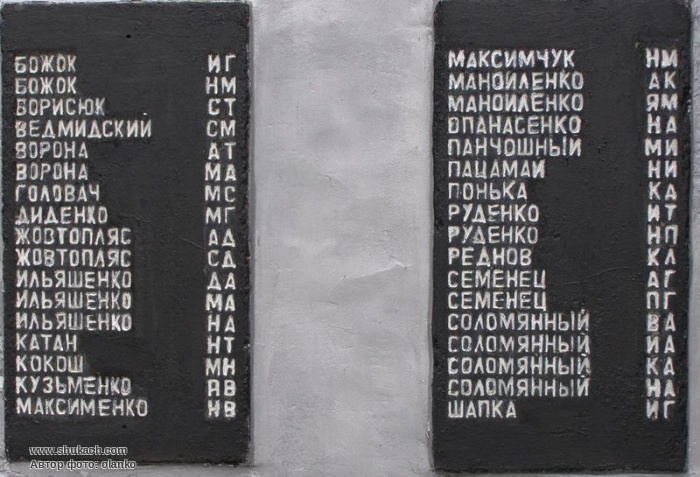 БОЖОК ИГ
БОЖОК НМ
БОРИСЮК СТ
ВЕДМИДСКИЙ СМ
ВОРОНА АТ
ВОРОНА МА
ГОЛОВАЧ МС
ДИДЕНКО МГ
ЖОВТОПЛЯС АД
ЖОВТОПЛЯС СД
ИЛЬЯШЕНКО ДА
ИЛЬЯШЕНКО МА
ИЛЬЯШЕНКО НА
КАТАН НТ
КОКОШ МН
КУЗЬМЕНКО АВ
МАКСИМЕНКО НВ
МАКСИМЧУК НМ
МАНОЙЛЕНКО АК
МАНОЙЛЕНКО ЯМ
ОПАНАСЕНКО НА
ПАНЧОШНЫЙ МИ
ПАЦАМАЙ НИ
ПОНЬКА КА
РУДЕНКО ИТ
РУДЕНКО НП
РЕДНОВ КЛ
СЕМЕНЕЦ АГ
СЕМЕНЕЦ ПГ
СОЛОМЯННЫЙ ВА
СОЛОМЯННЫЙ ИА
СОЛОМЯННЫЙ КА
СОЛОМЯННЫЙ НА
ШАПКА ИГ
www.shukach.com
Автор фото: olanko